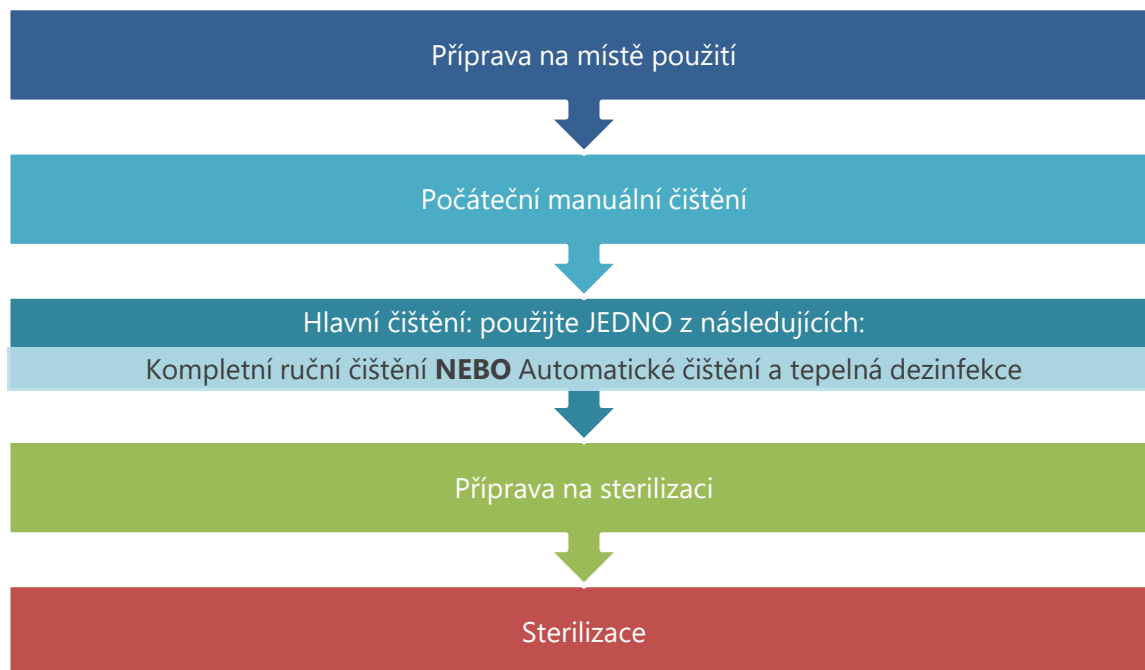 Příprava na místě použití
Počáteční manuální čištění
Hlavní čištění: použijte JEDNO z následujících:
Kompletní ruční čištění NEBO Automatické čištění a tepelná dezinfekce
Příprava na sterilizaci
Sterilizace